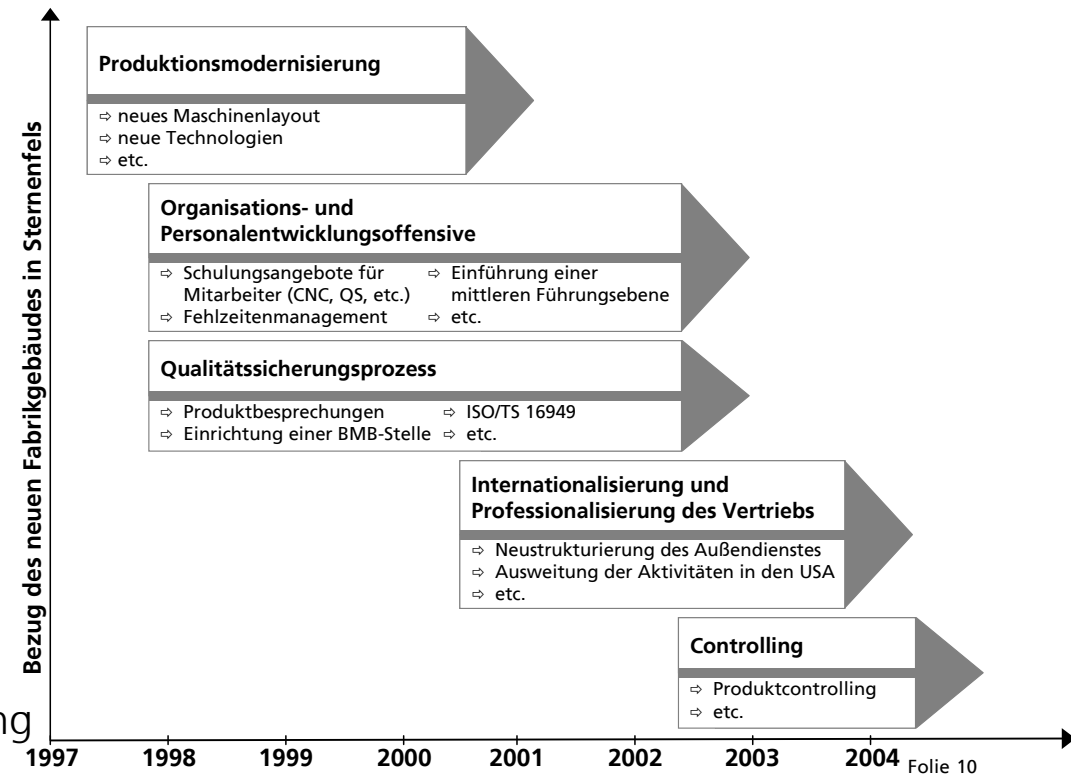 Bezug des neuen Fabrikgebäudes in Sternenfels
Produktionsmodernisierung
⇨ neues Maschinenlayout
⇨ neue Technologien
⇨ etc.
Organisations- und
Personalentwicklungsoffensive
⇨ Schulungsangebote für
Mitarbeiter (CNC, QS, etc.)
⇨ Fehlzeitenmanagement
⇨ Einführung einer
mittleren Führungsebene
⇨ etc.
Qualitätssicherungsprozess
⇨ Produktbesprechungen
⇨ Einrichtung einer BMB-Stelle
⇨ ISO/TS 16949
⇨ etc.
Internationalisierung und
Professionalisierung des Vertriebs
⇨ Neustrukturierung des Außendienstes
⇨ Ausweitung der Aktivitäten in den USA
⇨ etc.
Controlling
⇨ Produktcontrolling
⇨ etc.
1997 1998 1999 2000 2001 2002 2003 2004
Folie 10